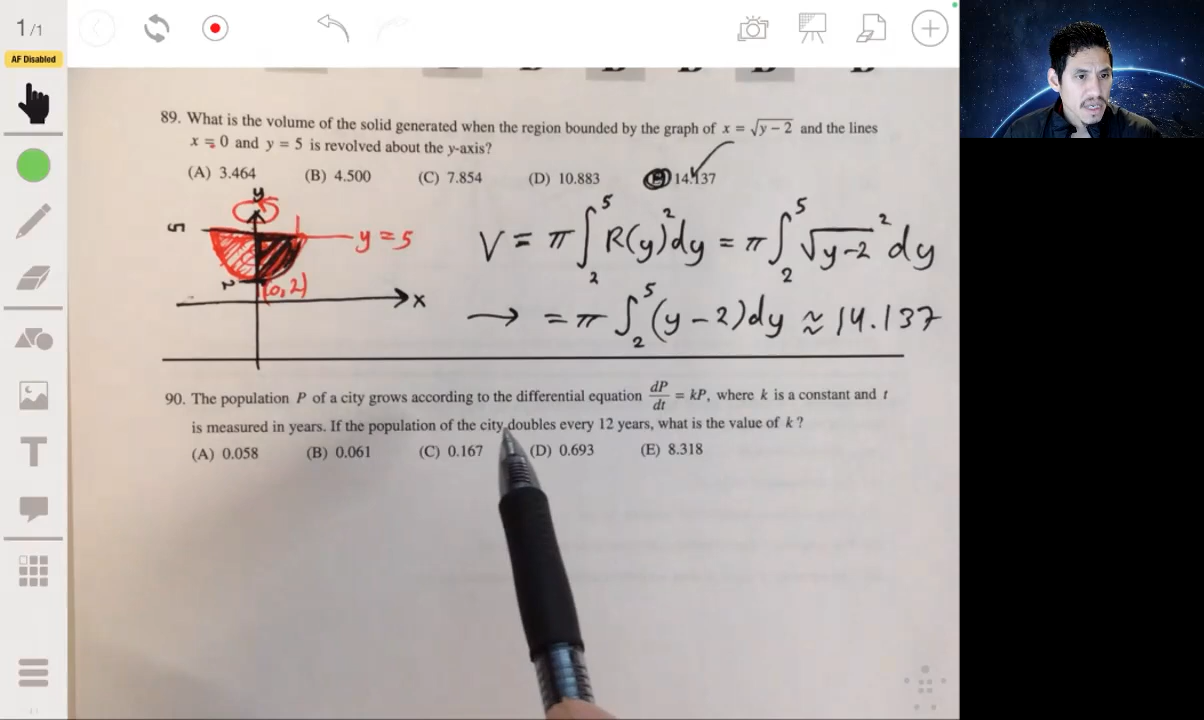 1/1
AF Disabled
89. What is the volume of the solid generated when the region bounded by the graph of x = √y − 2 and the lines
x = 0 and y = 5 is revolved about the y-axis?
(A) 3.464 (B) 4.500 (C) 7.854 (D) 10.883 (E) 14.137
y
5
y = 5
2
(0,2)
x
V = π ∫₂⁵ R(y)² dy = π ∫₂⁵ √y−2² dy
→ = π ∫₂⁵ (y − 2) dy ≈ 14.137
90. The population P of a city grows according to the differential equation dP/dt = kP, where k is a constant and t
is measured in years. If the population of the city doubles every 12 years, what is the value of k ?
(A) 0.058 (B) 0.061 (C) 0.167 (D) 0.693 (E) 8.318
T